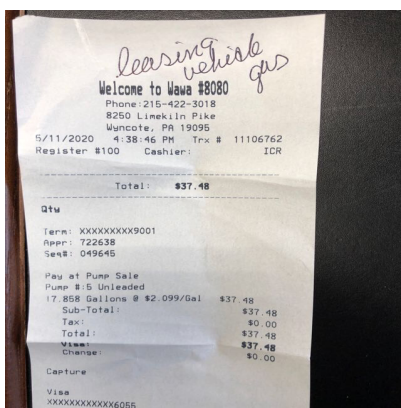 leasing
vehicle
gas
Welcome to Wawa #8080
Phone:215-422-3018
8250 Limekiln Pike
Wyncote, PA 19095
5/11/2020 4:38:46 PM Trx # 11106762
Register #100 Cashier: ICR
Total: $37.48
Qty
Term: XXXXXXXXX9001
Appr: 722638
Seq#: 049645
Pay at Pump Sale
Pump #:5 Unleaded
17.858 Gallons @ $2.099/Gal $37.48
Sub-Total: $37.48
Tax: $0.00
Total: $37.48
Visa: $37.48
Change: $0.00
Capture
Visa
XXXXXXXXXXXX6055